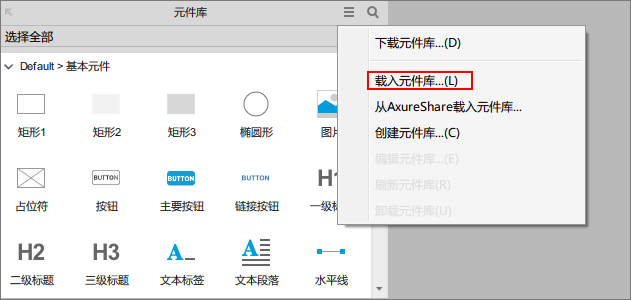 元件库
选择全部
Default > 基本元件
矩形1
矩形2
矩形3
椭圆形
图片
占位符
BUTTON
按钮
BUTTON
主要按钮
BUTTON
链接按钮
H1
一级标
H2
二级标题
H3
三级标题
A
文本标签
A
文本段落
水平线
下载元件库...(D)
载入元件库...(L)
从AxureShare载入元件库...
创建元件库...(C)
编辑元件库...(E)
刷新元件库(R)
卸载元件库(U)